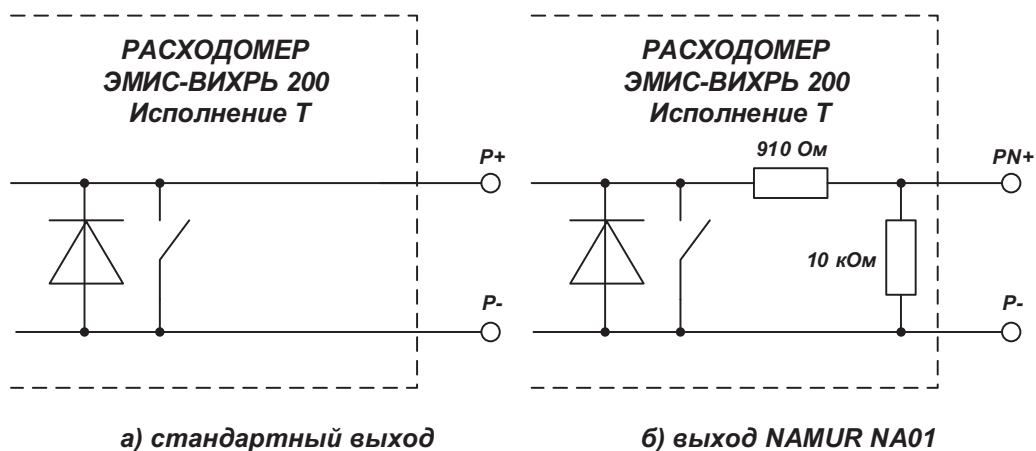 РАСХОДОМЕР
ЭМИС-ВИХРЬ 200
Исполнение Т
P+
P-
а) стандартный выход
РАСХОДОМЕР
ЭМИС-ВИХРЬ 200
Исполнение Т
910 Ом
PN+
10 кОм
P-
б) выход NAMUR NA01